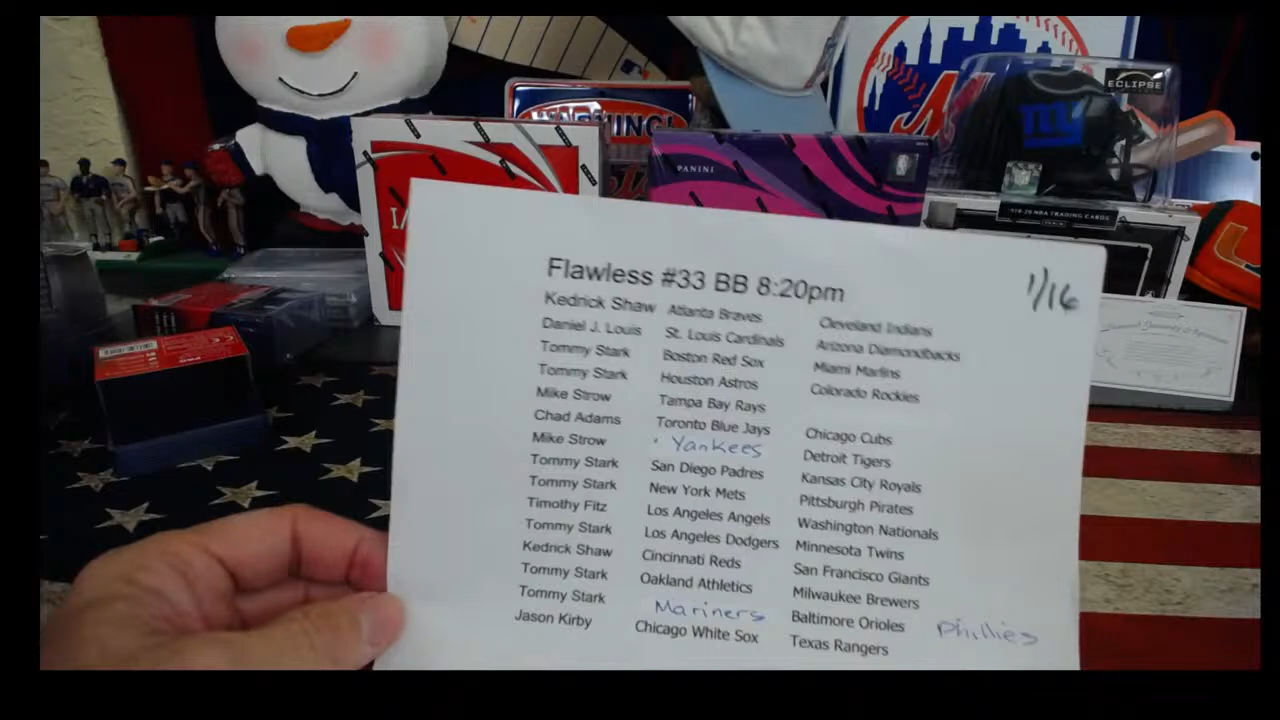 WARNING!
PANINI
ECLIPSE
NBA TRADING CARDS
Flawless #33 BB 8:20pm
1/16
Kedrick Shaw Atlanta Braves Cleveland Indians
Daniel J. Louis St. Louis Cardinals Arizona Diamondbacks
Tommy Stark Boston Red Sox Miami Marlins
Tommy Stark Houston Astros Colorado Rockies
Mike Strow Tampa Bay Rays
Chad Adams Toronto Blue Jays Chicago Cubs
Mike Strow Yankees Detroit Tigers
Tommy Stark San Diego Padres Kansas City Royals
Tommy Stark New York Mets Pittsburgh Pirates
Timothy Fitz Los Angeles Angels Washington Nationals
Tommy Stark Los Angeles Dodgers Minnesota Twins
Kedrick Shaw Cincinnati Reds San Francisco Giants
Tommy Stark Oakland Athletics Milwaukee Brewers
Tommy Stark Mariners Baltimore Orioles Phillies
Jason Kirby Chicago White Sox Texas Rangers